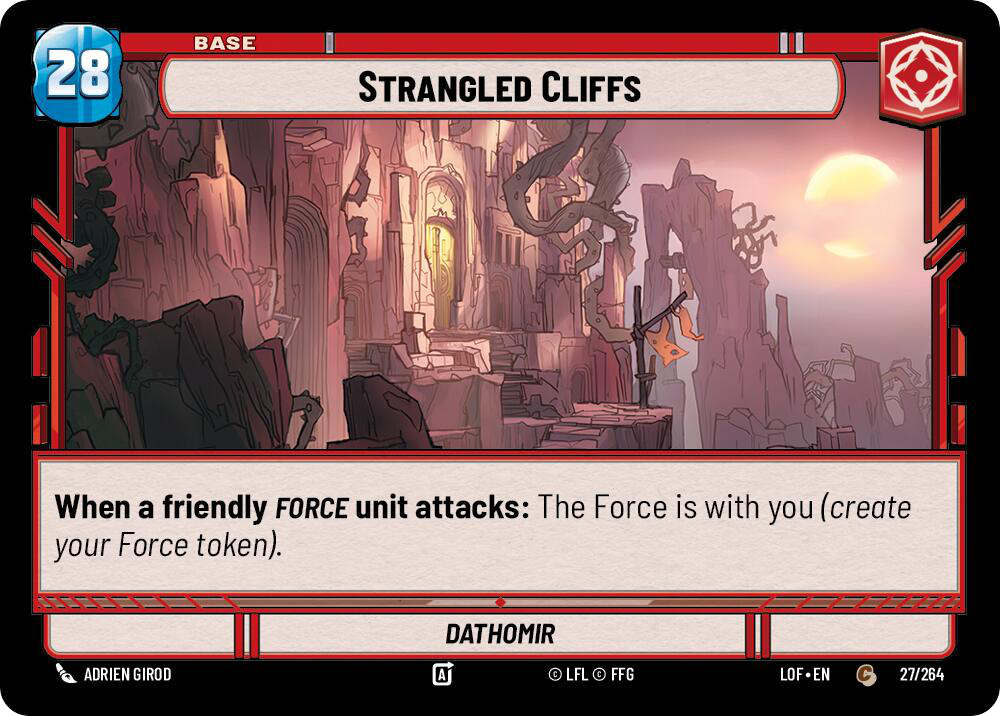 BASE
28
STRANGLED CLIFFS
When a friendly FORCE unit attacks: The Force is with you (create
your Force token).
DATHOMIR
ADRIEN GIROD
A
© LFL © FFG
LOF • EN
C
27/264